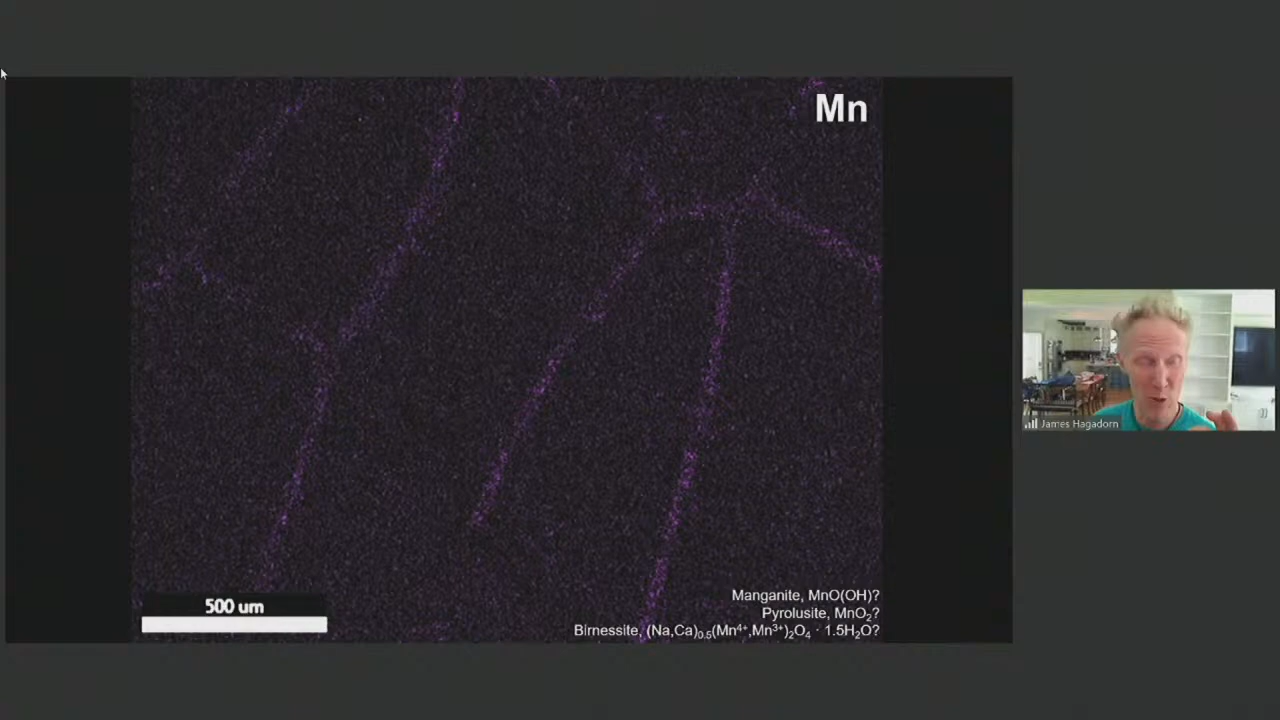 Mn
500 um
Manganite, MnO(OH)?
Pyrolusite, MnO₂?
Birnessite, (Na,Ca)₀.₅(Mn⁴⁺,Mn³⁺)₂O₄ · 1.5H₂O?
James Hagadorn